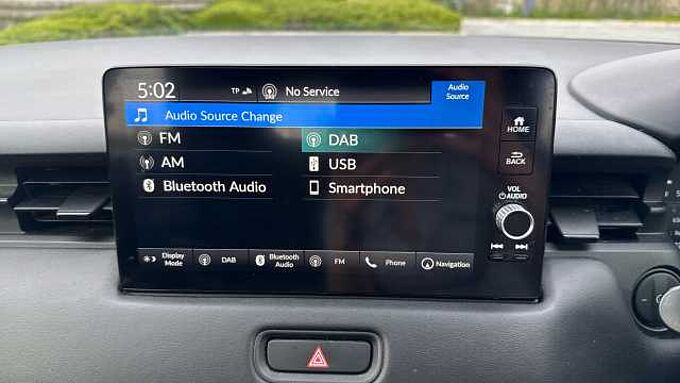 5:02
TP
No Service
Audio
Source
Audio Source Change
FM
DAB
AM
USB
Bluetooth Audio
Smartphone
HOME
BACK
VOL
AUDIO
Display
Mode
DAB
Bluetooth
Audio
FM
Phone
Navigation